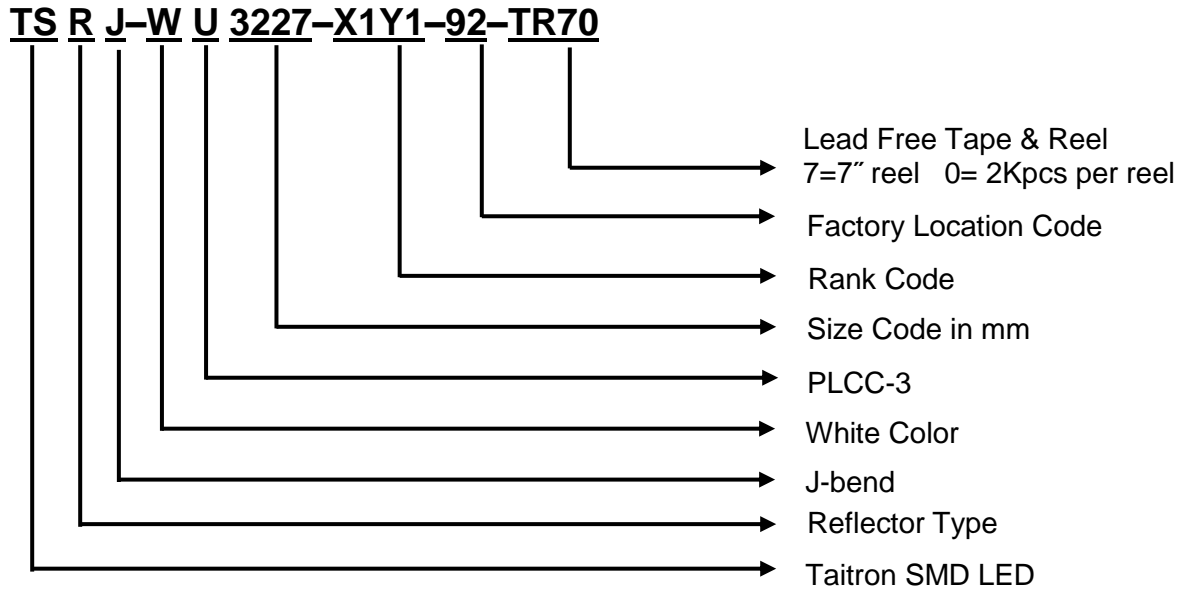 TS R J–W U 3227–X1Y1–92–TR70
Lead Free Tape & Reel
7=7˝ reel 0= 2Kpcs per reel
Factory Location Code
Rank Code
Size Code in mm
PLCC-3
White Color
J-bend
Reflector Type
Taitron SMD LED